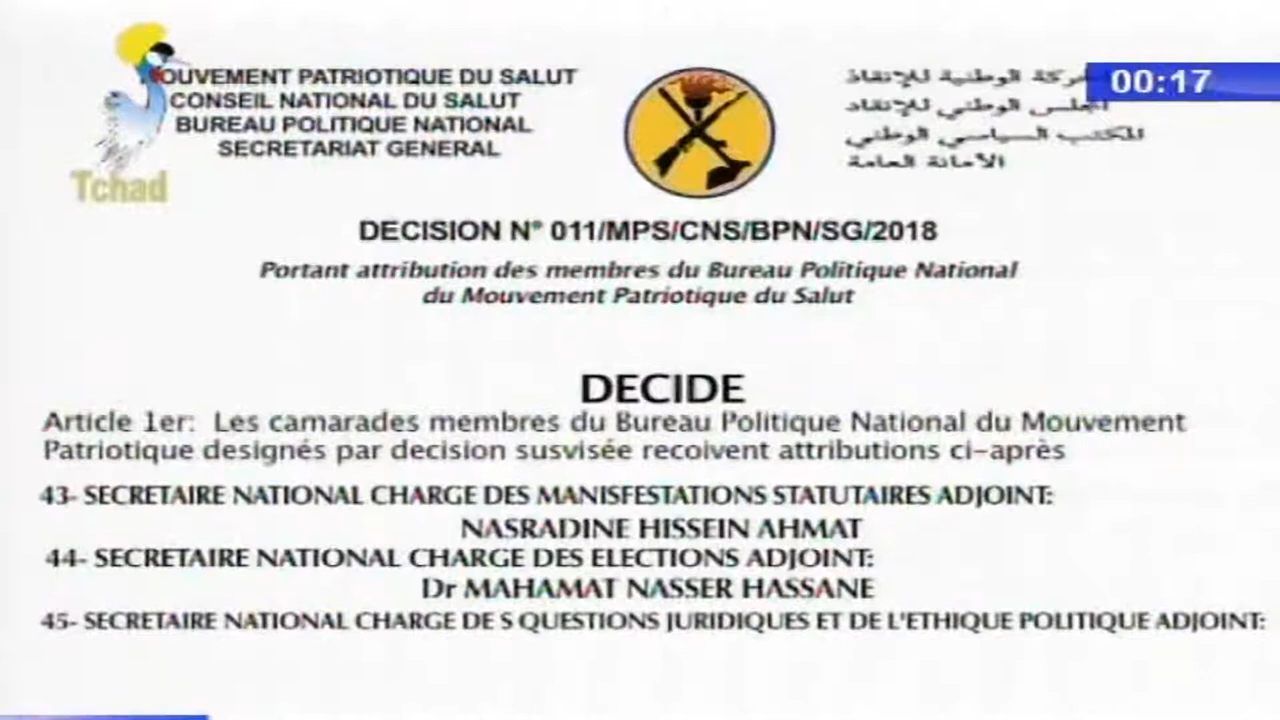 OUVEMENT PATRIOTIQUE DU SALUT
CONSEIL NATIONAL DU SALUT
BUREAU POLITIQUE NATIONAL
SECRETARIAT GENERAL
Tchad
الوطنية للإنقاذ
الوطني للإنقاذ
المكتب السياسي الوطني
الأمانة العامة
00:17
DECISION N° 011/MPS/CNS/BPN/SG/2018
Portant attribution des membres du Bureau Politique National
du Mouvement Patriotique du Salut
DECIDE
Article 1er: Les camarades membres du Bureau Politique National du Mouvement
Patriotique designés par decision susvisée recoivent attributions ci-après
43- SECRETAIRE NATIONAL CHARGE DES MANISFESTATIONS STATUTAIRES ADJOINT:
NASRADINE HISSEIN AHMAT
44- SECRETAIRE NATIONAL CHARGE DES ELECTIONS ADJOINT:
Dr MAHAMAT NASSER HASSANE
45- SECRETAIRE NATIONAL CHARGE DE S QUESTIONS JURIDIQUES ET DE L'ETHIQUE POLITIQUE ADJOINT: